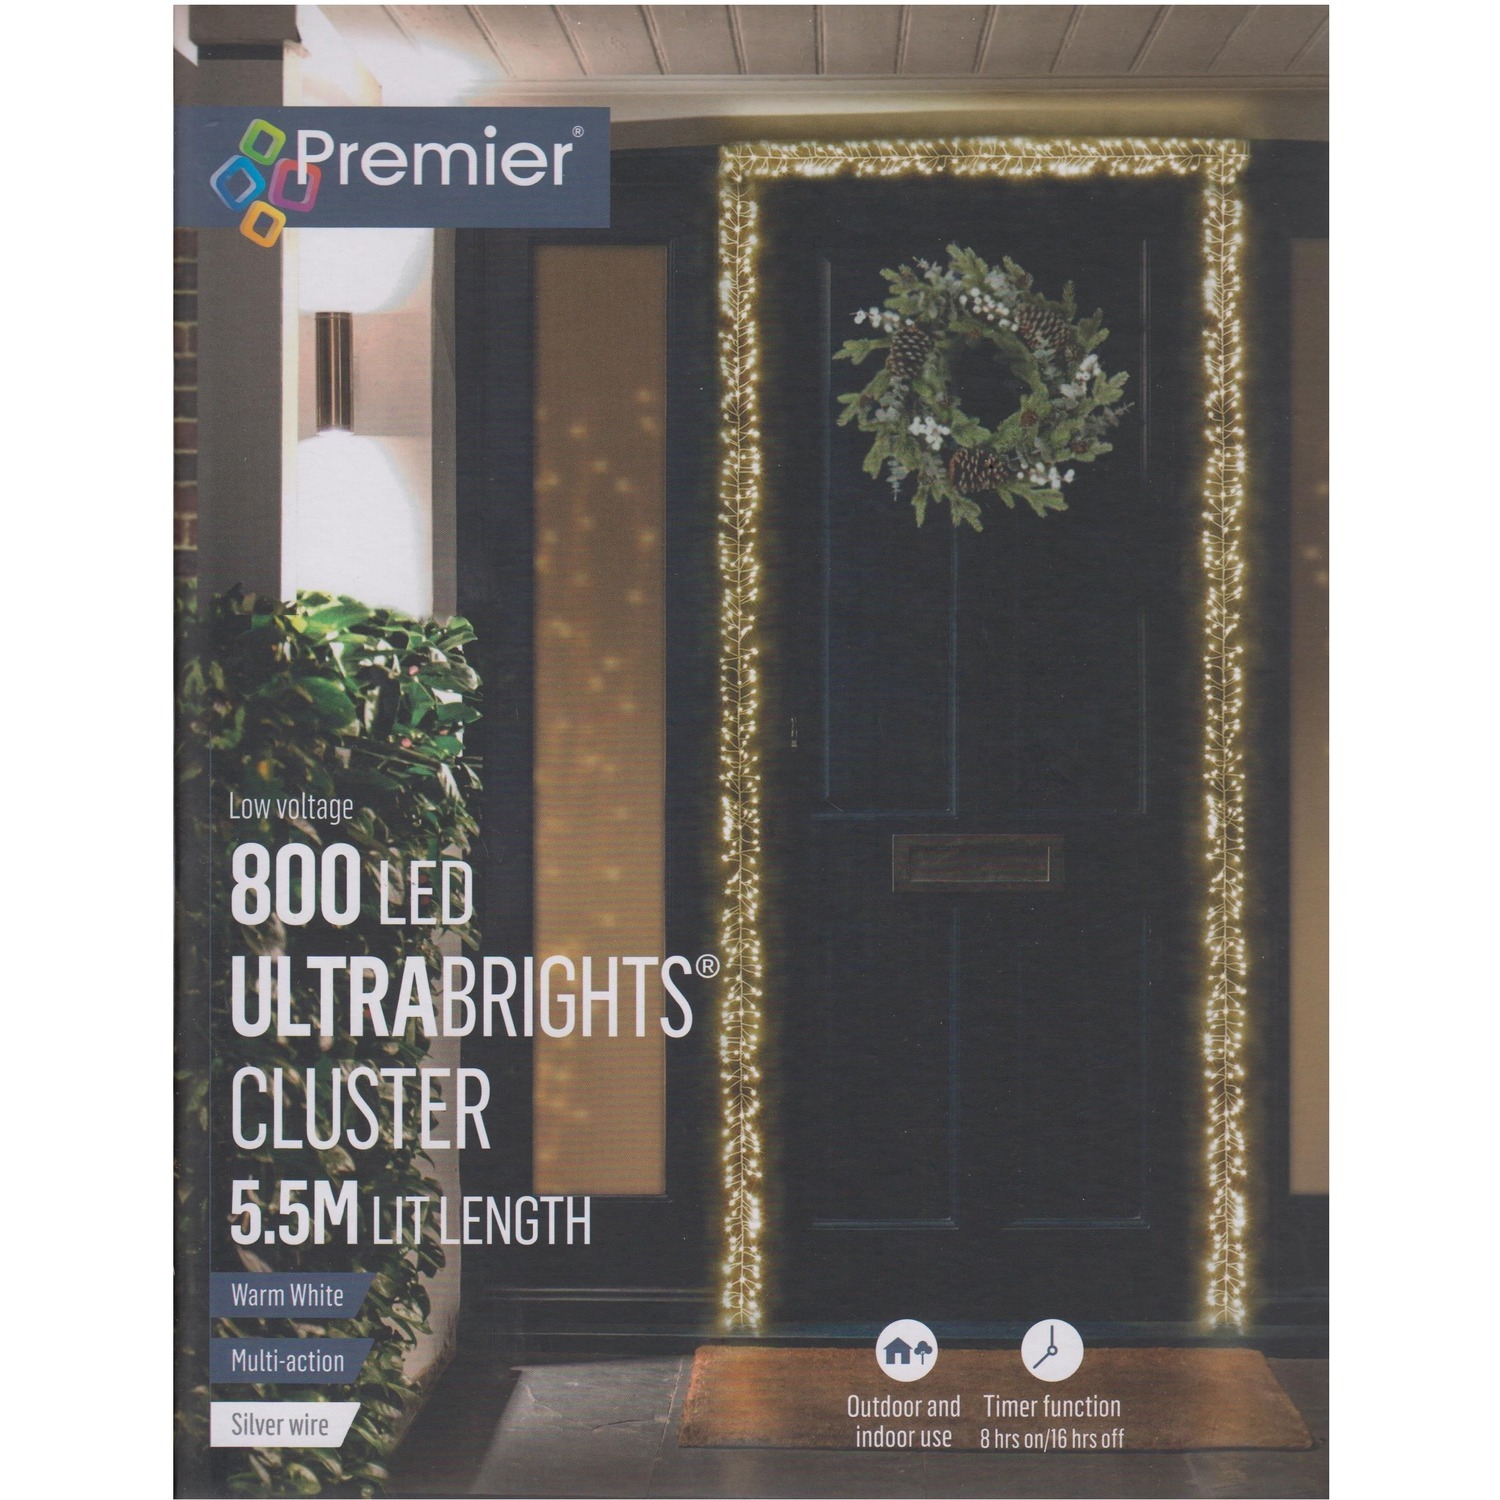 Premier®
Low voltage
800 LED
ULTRABRIGHTS®
CLUSTER
5.5M LIT LENGTH
Warm White
Multi-action
Silver wire
Outdoor and
indoor use
Timer function
8 hrs on/16 hrs off